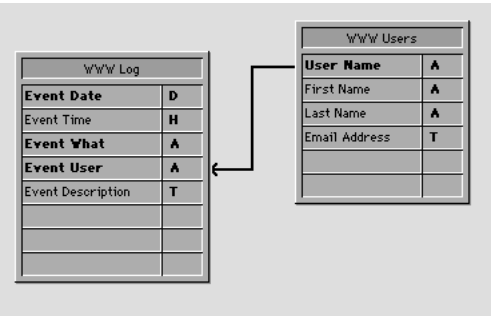 WWW Log
Event Date D
Event Time H
Event What A
Event User A
Event Description T
WWW Users
User Name A
First Name A
Last Name A
Email Address T